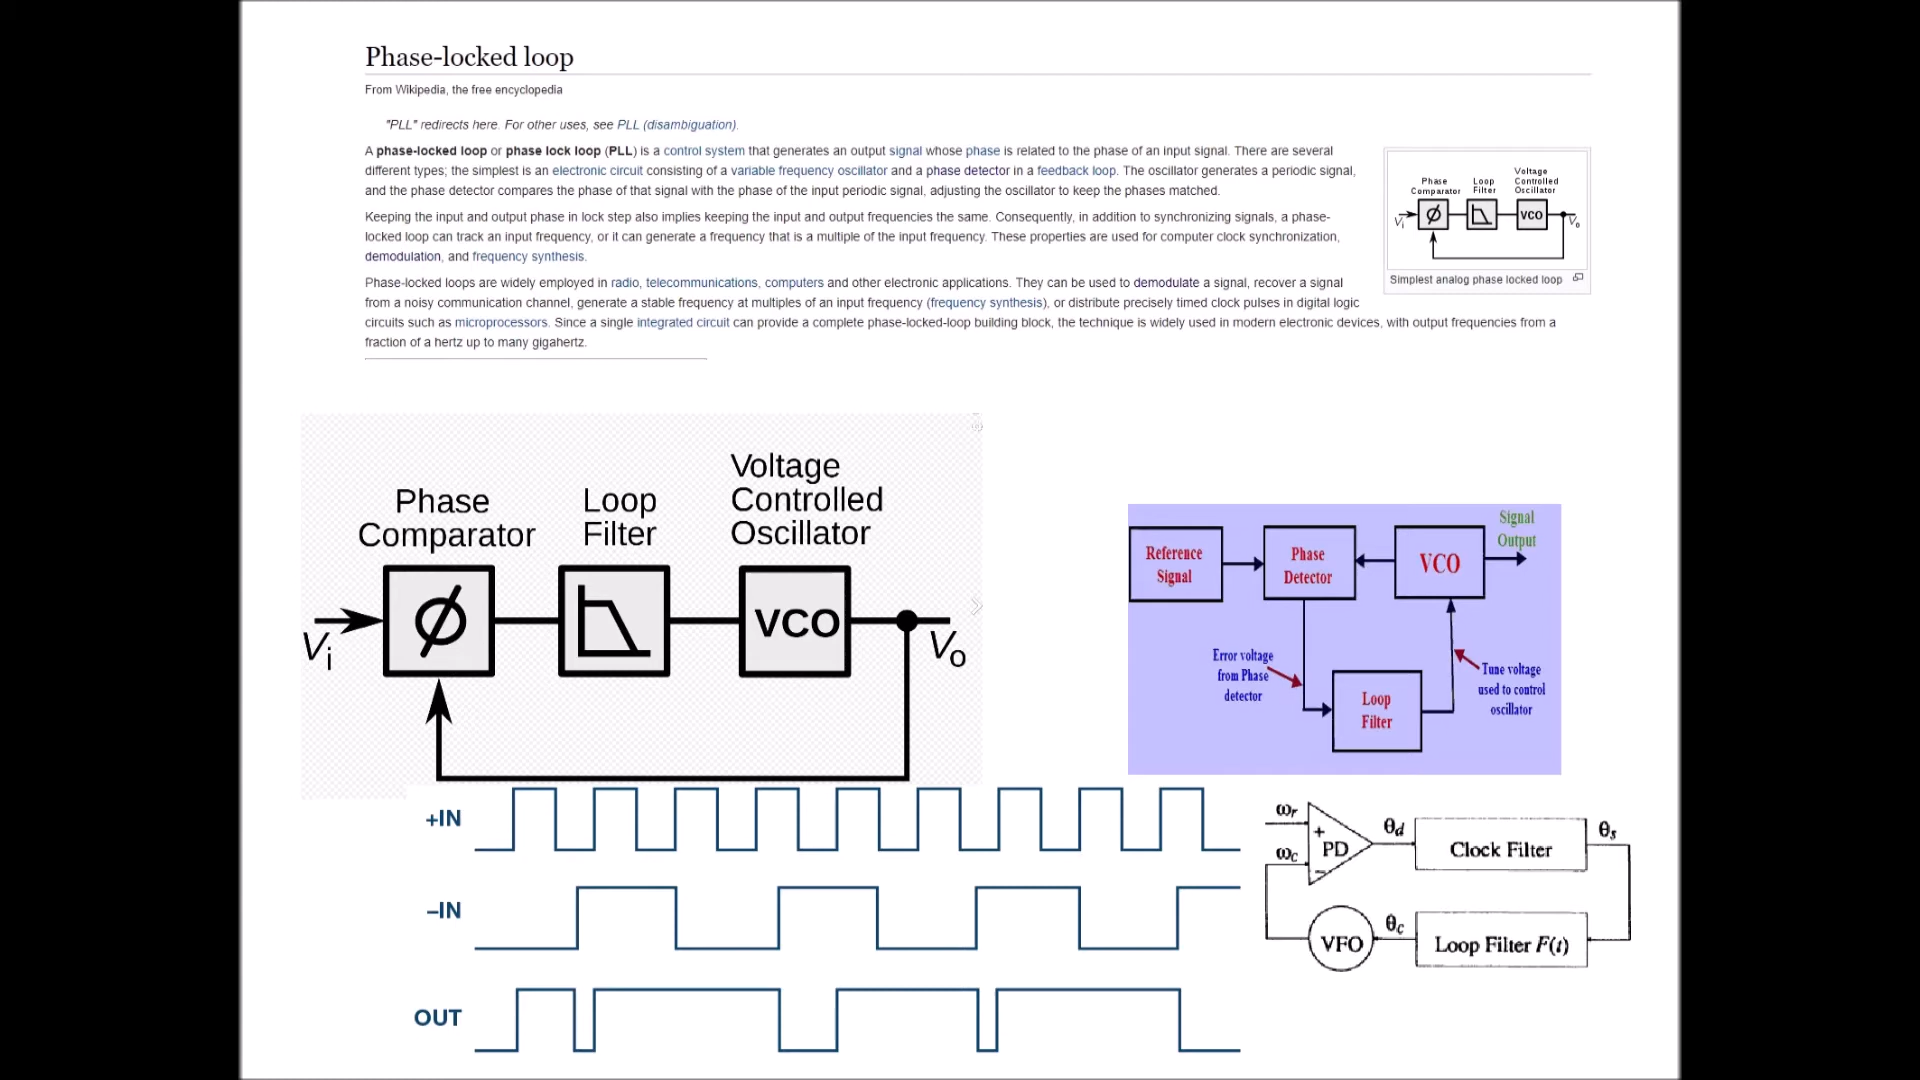 Phase-locked loop
From Wikipedia, the free encyclopedia
"PLL" redirects here. For other uses, see PLL (disambiguation).
A phase-locked loop or phase lock loop (PLL) is a control system that generates an output signal whose phase is related to the phase of an input signal. There are several
different types; the simplest is an electronic circuit consisting of a variable frequency oscillator and a phase detector in a feedback loop. The oscillator generates a periodic signal,
and the phase detector compares the phase of that signal with the phase of the input periodic signal, adjusting the oscillator to keep the phases matched.
Keeping the input and output phase in lock step also implies keeping the input and output frequencies the same. Consequently, in addition to synchronizing signals, a phase-
locked loop can track an input frequency, or it can generate a frequency that is a multiple of the input frequency. These properties are used for computer clock synchronization,
demodulation, and frequency synthesis.
Phase-locked loops are widely employed in radio, telecommunications, computers and other electronic applications. They can be used to demodulate a signal, recover a signal
from a noisy communication channel, generate a stable frequency at multiples of an input frequency (frequency synthesis), or distribute precisely timed clock pulses in digital logic
circuits such as microprocessors. Since a single integrated circuit can provide a complete phase-locked-loop building block, the technique is widely used in modern electronic devices, with output frequencies from a
fraction of a hertz up to many gigahertz.
Phase
Comparator
Loop
Filter
Voltage
Controlled
Oscillator
Vi
ϕ
VCO
Vo
Simplest analog phase locked loop
Phase
Comparator
Loop
Filter
Voltage
Controlled
Oscillator
Vi
ϕ
VCO
Vo
Reference
Signal
Phase
Detector
VCO
Signal
Output
Error voltage
from Phase
detector
Loop
Filter
Tune voltage
used to control
oscillator
+IN
–IN
OUT
ωr
+
PD
–
ωc
θd
Clock Filter
θs
VFO
θc
Loop Filter F(t)